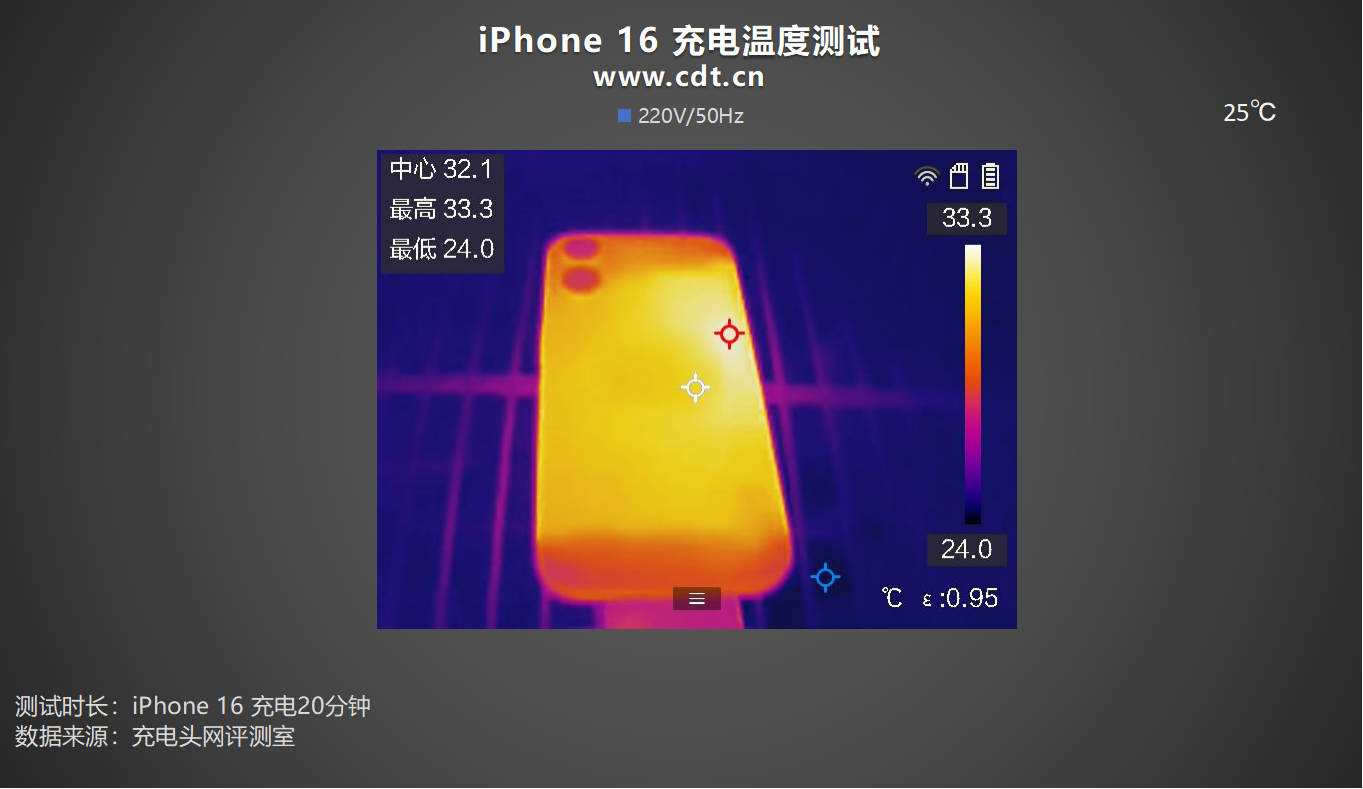 iPhone 16 充电温度测试
www.cdt.cn
220V/50Hz
25℃
中心 32.1
最高 33.3
最低 24.0
33.3
24.0
℃ ε:0.95
测试时长：iPhone 16 充电20分钟
数据来源：充电头网评测室